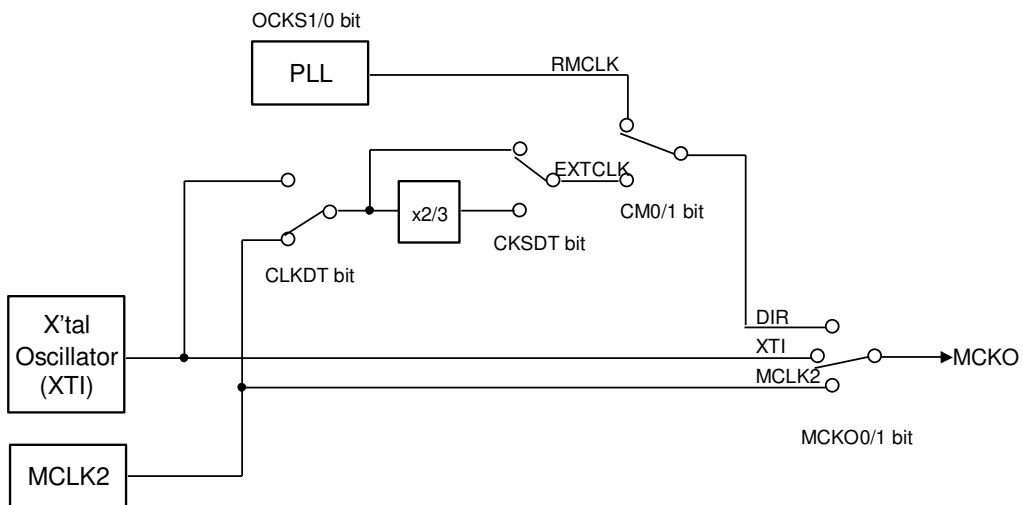 OCKS1/0 bit
PLL
RMCLK
EXTCLK
x2/3
CM0/1 bit
CKSDT bit
CLKDT bit
X'tal
Oscillator
(XTI)
DIR
XTI
MCKO
MCLK2
MCKO0/1 bit
MCLK2